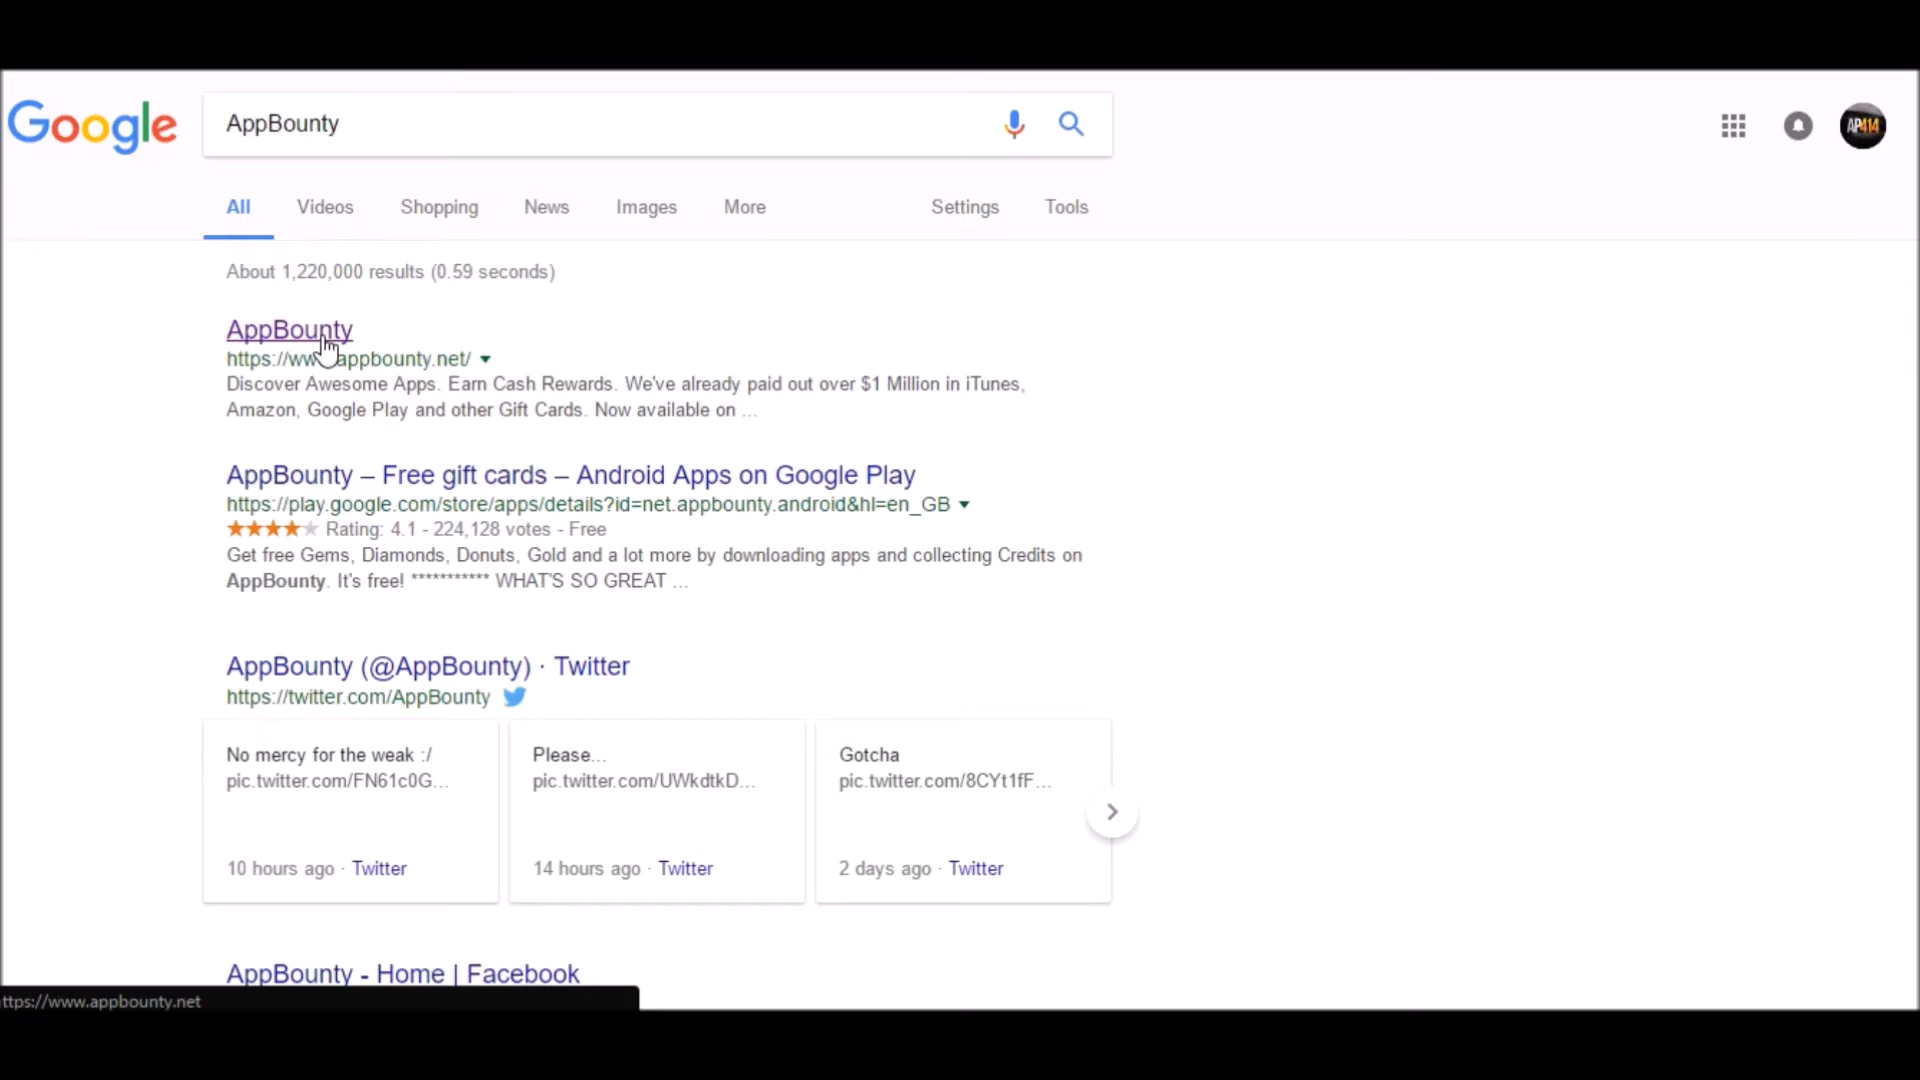 Google
AppBounty
AP414
All Videos Shopping News Images More Settings Tools
About 1,220,000 results (0.59 seconds)
AppBounty
https://www.appbounty.net/
Discover Awesome Apps. Earn Cash Rewards. We've already paid out over $1 Million in iTunes,
Amazon, Google Play and other Gift Cards. Now available on ...
AppBounty – Free gift cards – Android Apps on Google Play
https://play.google.com/store/apps/details?id=net.appbounty.android&hl=en_GB
Rating: 4.1 - 224,128 votes - Free
Get free Gems, Diamonds, Donuts, Gold and a lot more by downloading apps and collecting Credits on
AppBounty. It's free! *********** WHAT'S SO GREAT ...
AppBounty (@AppBounty) · Twitter
https://twitter.com/AppBounty
No mercy for the weak :/
pic.twitter.com/FN61c0G...
10 hours ago · Twitter
Please...
pic.twitter.com/UWkdtkD...
14 hours ago · Twitter
Gotcha
pic.twitter.com/8CYt1fF...
2 days ago · Twitter
AppBounty - Home | Facebook
ttps://www.appbounty.net